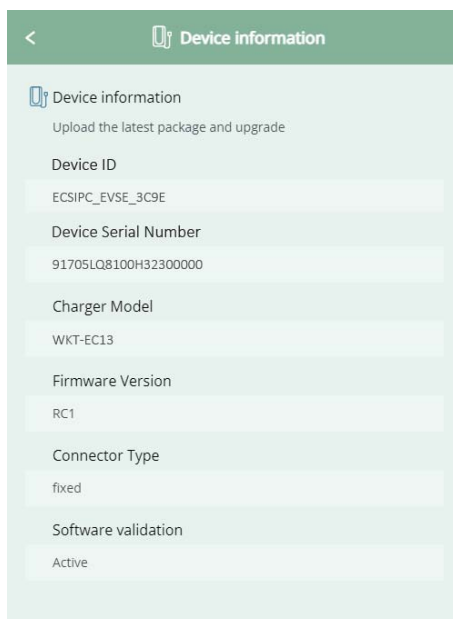 <
Device information
Device information
Upload the latest package and upgrade
Device ID
ECSIPC_EVSE_3C9E
Device Serial Number
91705LQ8100H32300000
Charger Model
WKT-EC13
Firmware Version
RC1
Connector Type
fixed
Software validation
Active